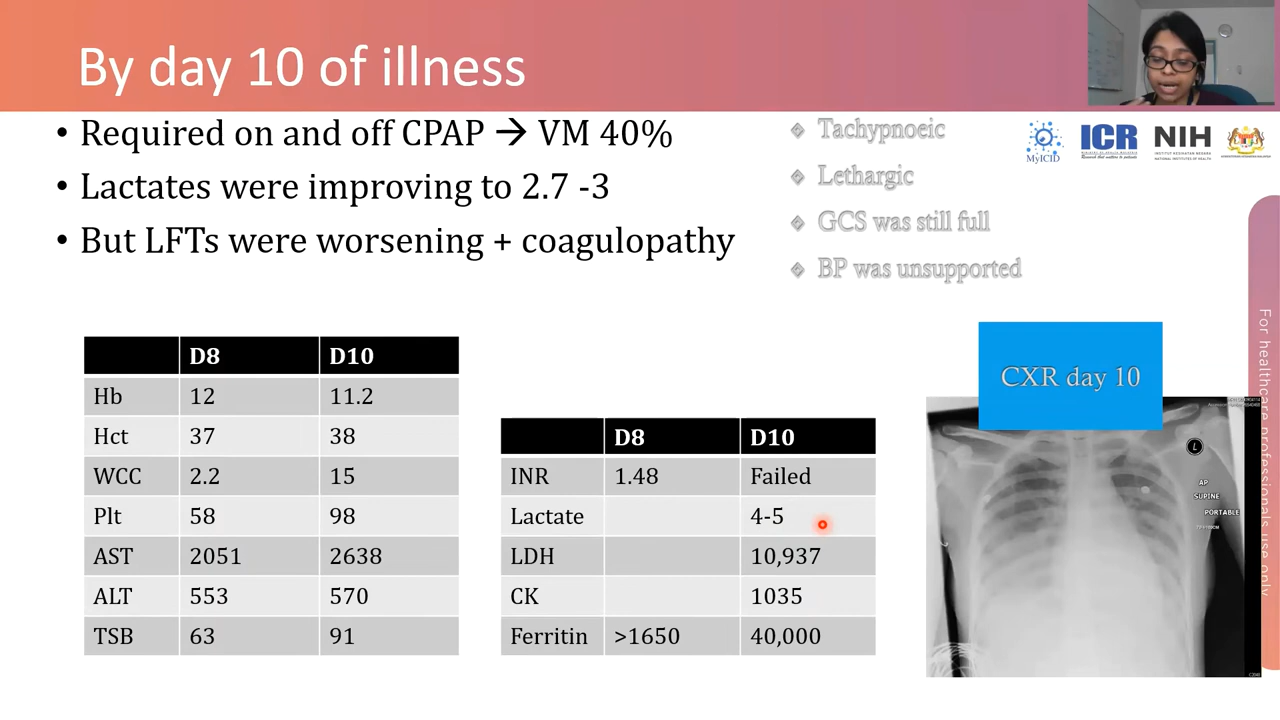 By day 10 of illness
• Required on and off CPAP → VM 40%
• Lactates were improving to 2.7 -3
• But LFTs were worsening + coagulopathy
❖ Tachypnoeic
❖ Lethargic
❖ GCS was still full
❖ BP was unsupported
MyICID
ICR
NIH
D8 D10
Hb 12 11.2
Hct 37 38
WCC 2.2 15
Plt 58 98
AST 2051 2638
ALT 553 570
TSB 63 91
D8 D10
INR 1.48 Failed
Lactate 4-5
LDH 10,937
CK 1035
Ferritin >1650 40,000
CXR day 10
L
AP
SUPINE
PORTABLE
For healthcare professionals use only